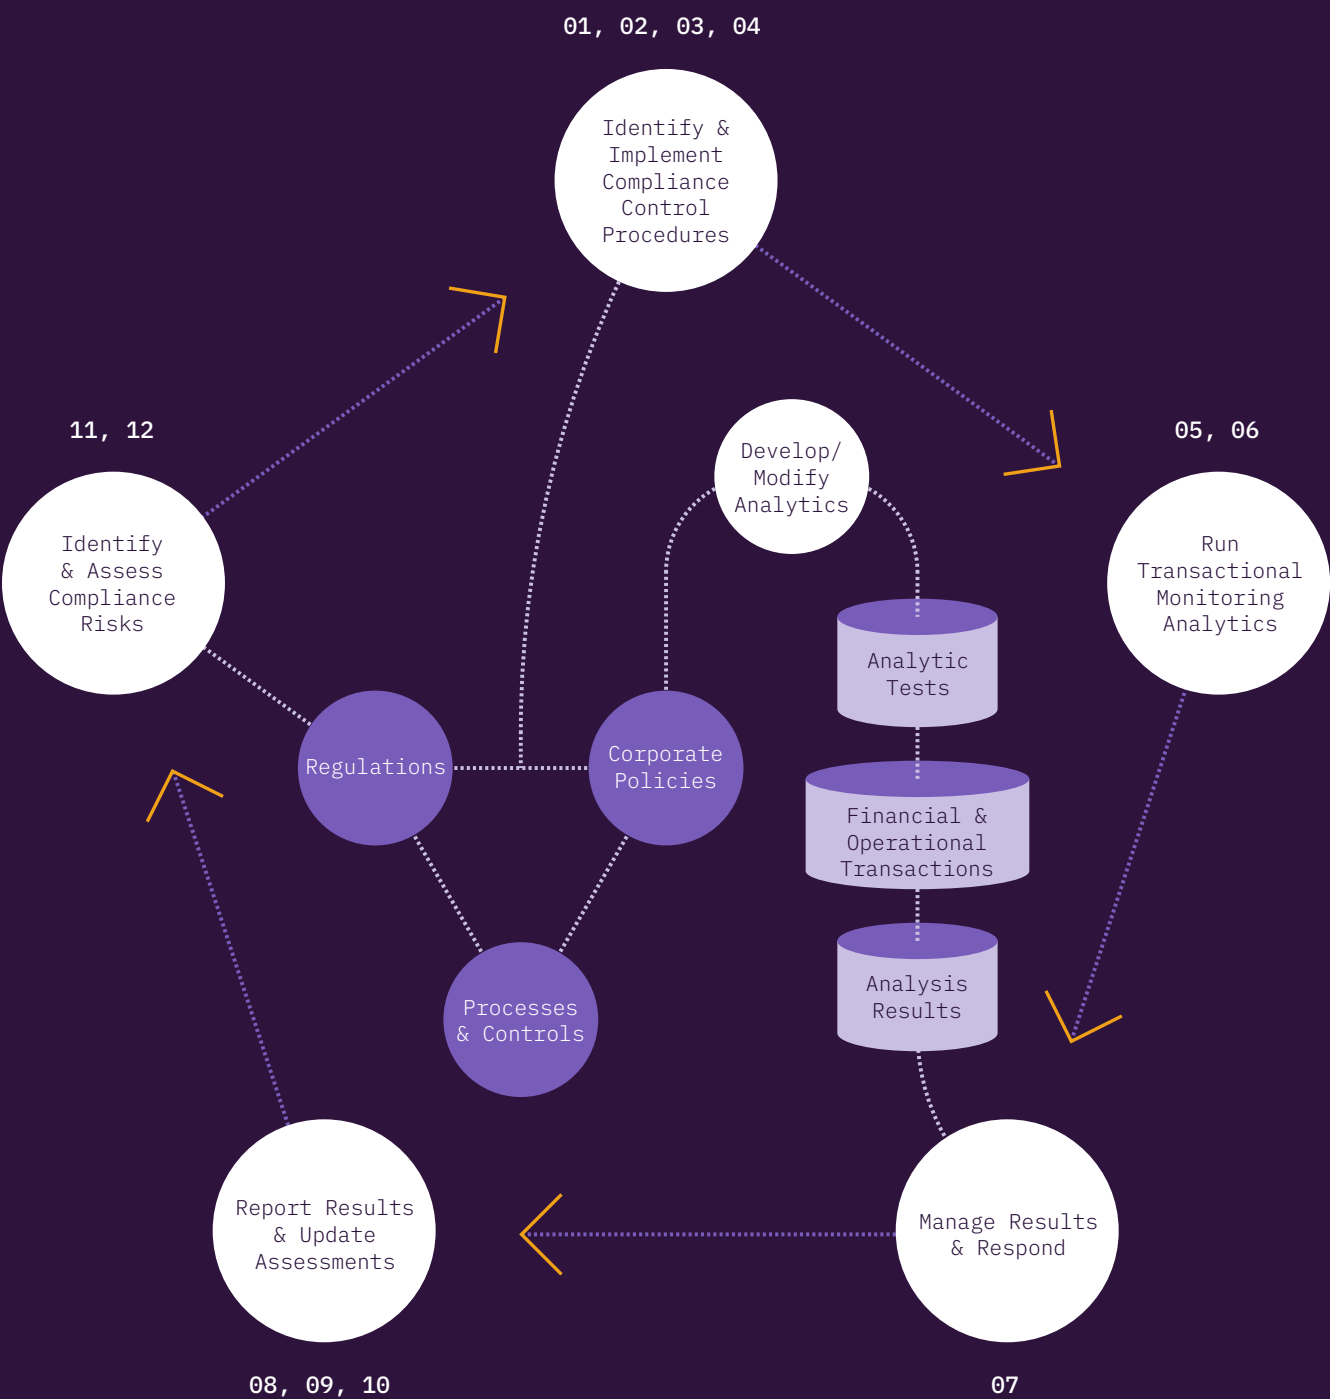 01, 02, 03, 04
Identify &
Implement
Compliance
Control
Procedures
11, 12
Identify
& Assess
Compliance
Risks
Develop/
Modify
Analytics
05, 06
Run
Transactional
Monitoring
Analytics
Regulations
Corporate
Policies
Processes
& Controls
Analytic
Tests
Financial &
Operational
Transactions
Analysis
Results
Report Results
& Update
Assessments
08, 09, 10
Manage Results
& Respond
07